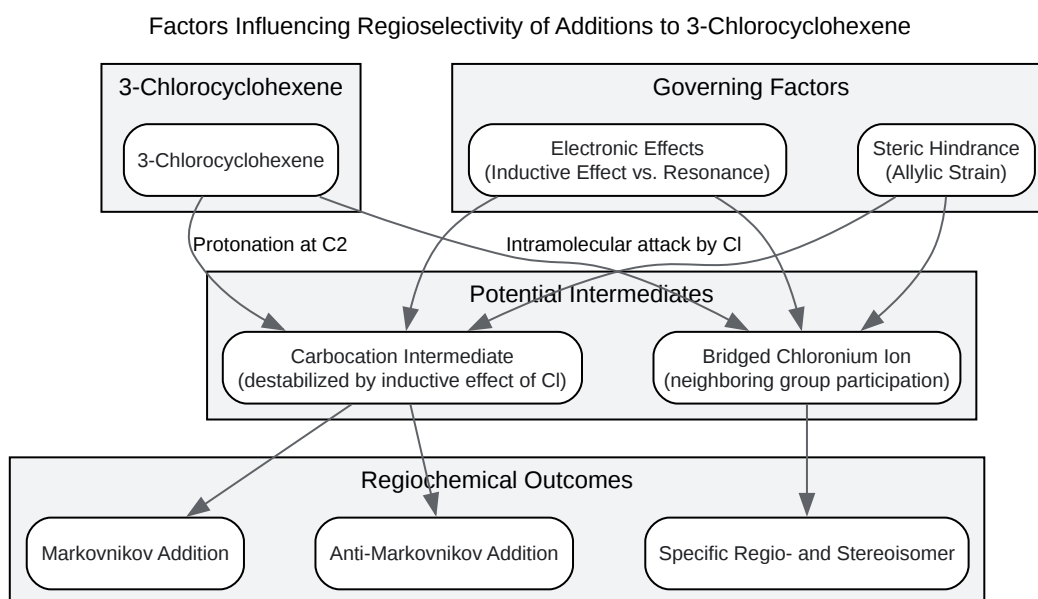 Factors Influencing Regioselectivity of Additions to 3-Chlorocyclohexene
3-Chlorocyclohexene
Governing Factors
3-Chlorocyclohexene
Electronic Effects
(Inductive Effect vs. Resonance)
Steric Hindrance
(Allylic Strain)
Protonation at C2
Intramolecular attack by Cl
Potential Intermediates
Carbocation Intermediate
(destabilized by inductive effect of Cl)
Bridged Chloronium Ion
(neighboring group participation)
Regiochemical Outcomes
Markovnikov Addition
Anti-Markovnikov Addition
Specific Regio- and Stereoisomer